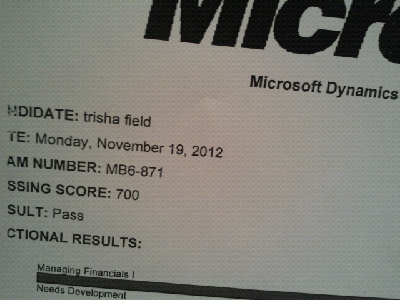 Micro
Microsoft Dynamics
NDIDATE: trisha field
TE: Monday, November 19, 2012
AM NUMBER: MB6-871
SSING SCORE: 700
SULT: Pass
CTIONAL RESULTS:
Managing Financials I
Needs Development